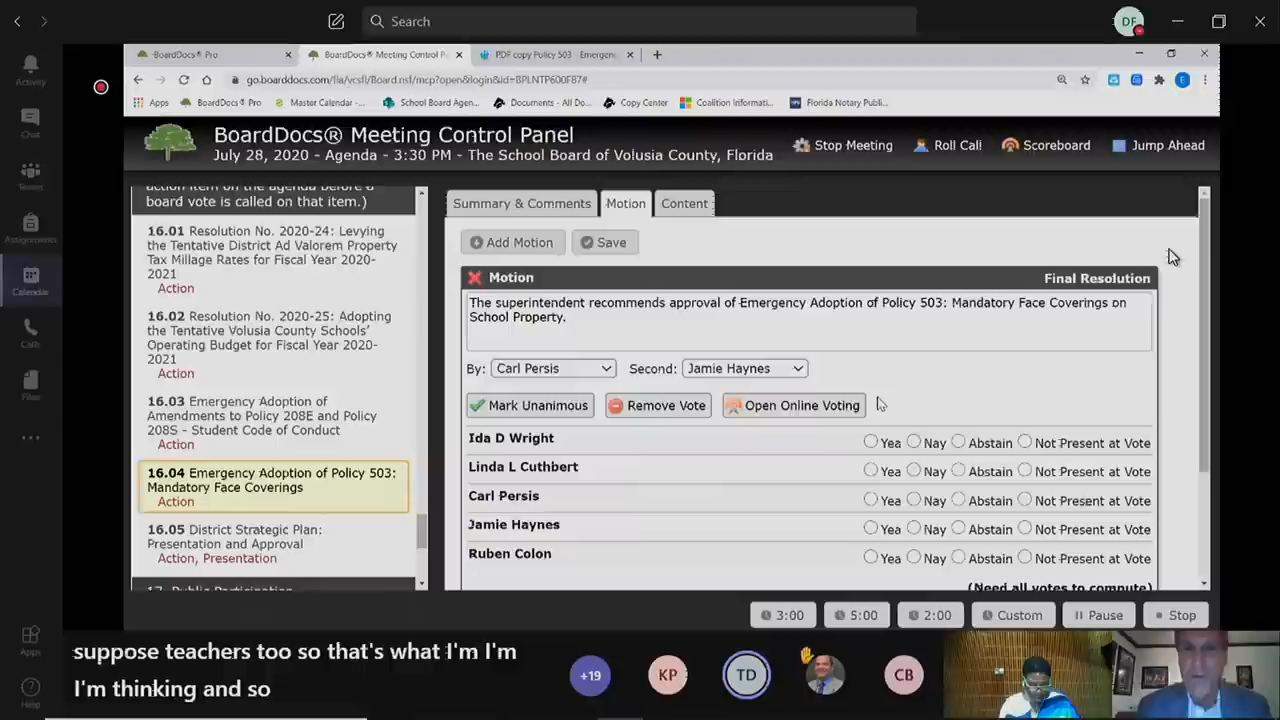 Search
DF
BoardDocs® Pro
BoardDocs® Meeting Control P
PDF copy Policy 503 - Emergenc
go.boarddocs.com/fla/vcsfl/Board.nsf/mcp?open&login&id=BPLNTP600F87#
Apps
BoardDocs® Pro
Master Calendar -...
School Board Agen...
Documents - All Do...
Copy Center
Coalition Informati...
Florida Notary Publi...
BoardDocs® Meeting Control Panel
July 28, 2020 - Agenda - 3:30 PM - The School Board of Volusia County, Florida
Stop Meeting
Roll Call
Scoreboard
Jump Ahead
Activity
Chat
Teams
Assignments
Calendar
Calls
Files
Apps
Help
action item on the agenda before a
board vote is called on that item.)
16.01 Resolution No. 2020-24: Levying
the Tentative District Ad Valorem Property
Tax Millage Rates for Fiscal Year 2020-
2021
Action
16.02 Resolution No. 2020-25: Adopting
the Tentative Volusia County Schools'
Operating Budget for Fiscal Year 2020-
2021
Action
16.03 Emergency Adoption of
Amendments to Policy 208E and Policy
208S - Student Code of Conduct
Action
16.04 Emergency Adoption of Policy 503:
Mandatory Face Coverings
Action
16.05 District Strategic Plan:
Presentation and Approval
Action, Presentation
17. Public Participation
Summary & Comments
Motion
Content
Add Motion
Save
Motion
Final Resolution
The superintendent recommends approval of Emergency Adoption of Policy 503: Mandatory Face Coverings on
School Property.
By: Carl Persis Second: Jamie Haynes
Mark Unanimous
Remove Vote
Open Online Voting
Ida D Wright Yea Nay Abstain Not Present at Vote
Linda L Cuthbert Yea Nay Abstain Not Present at Vote
Carl Persis Yea Nay Abstain Not Present at Vote
Jamie Haynes Yea Nay Abstain Not Present at Vote
Ruben Colon Yea Nay Abstain Not Present at Vote
(Need all votes to compute)
3:00
5:00
2:00
Custom
Pause
Stop
suppose teachers too so that's what I'm I'm
I'm thinking and so
+19
KP
TD
CB